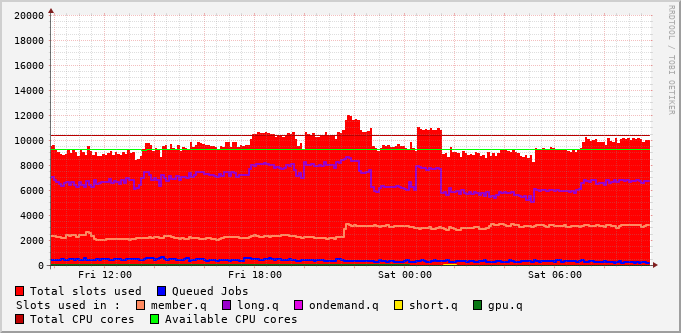 RRDTOOL / TOBI OETIKER
20000
18000
16000
14000
12000
10000
8000
6000
4000
2000
0
Fri 12:00 Fri 18:00 Sat 00:00 Sat 06:00
Total slots used Queued Jobs
Slots used in : member.q long.q ondemand.q short.q gpu.q
Total CPU cores Available CPU cores